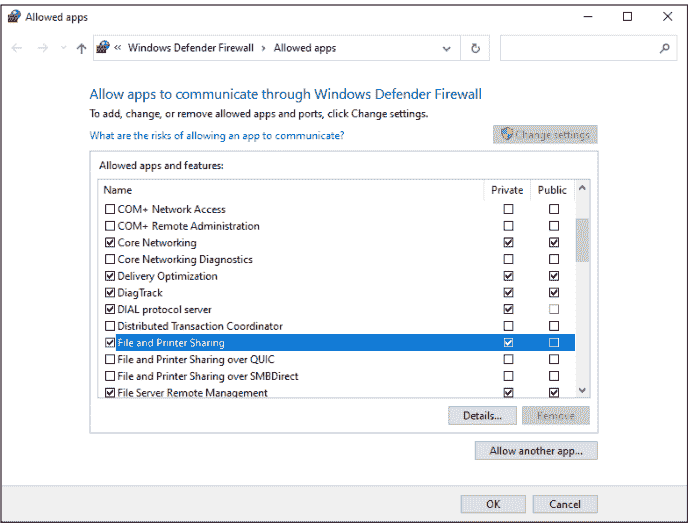 Allowed apps
« Windows Defender Firewall › Allowed apps
Allow apps to communicate through Windows Defender Firewall
To add, change, or remove allowed apps and ports, click Change settings.
What are the risks of allowing an app to communicate?
Change settings
Allowed apps and features:
Name Private Public
COM+ Network Access
COM+ Remote Administration
Core Networking
Core Networking Diagnostics
Delivery Optimization
DiagTrack
DIAL protocol server
Distributed Transaction Coordinator
File and Printer Sharing
File and Printer Sharing over QUIC
File and Printer Sharing over SMBDirect
File Server Remote Management
Details... Remove
Allow another app...
OK Cancel